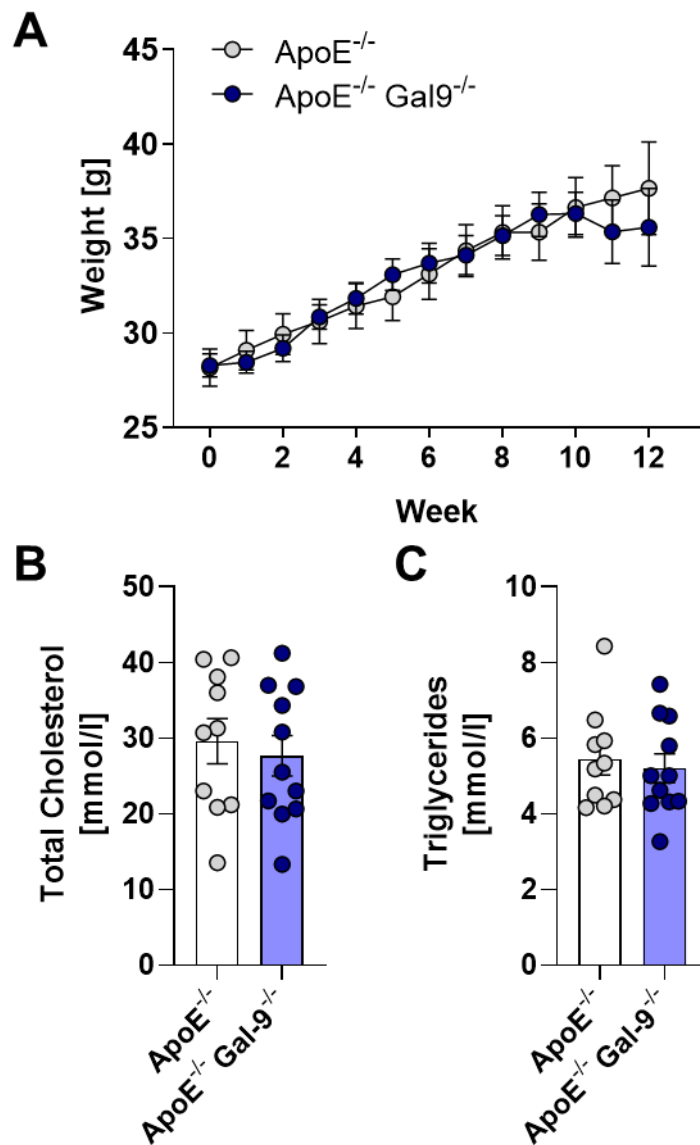 A
45
40
35
30
25
Weight [g]
ApoE⁻/⁻
ApoE⁻/⁻ Gal9⁻/⁻
0 2 4 6 8 10 12
Week
B
50
40
30
20
10
0
Total Cholesterol
[mmol/l]
ApoE⁻/⁻
ApoE⁻/⁻ Gal-9⁻/⁻
C
10
8
6
4
2
0
Triglycerides
[mmol/l]
ApoE⁻/⁻
ApoE⁻/⁻ Gal-9⁻/⁻